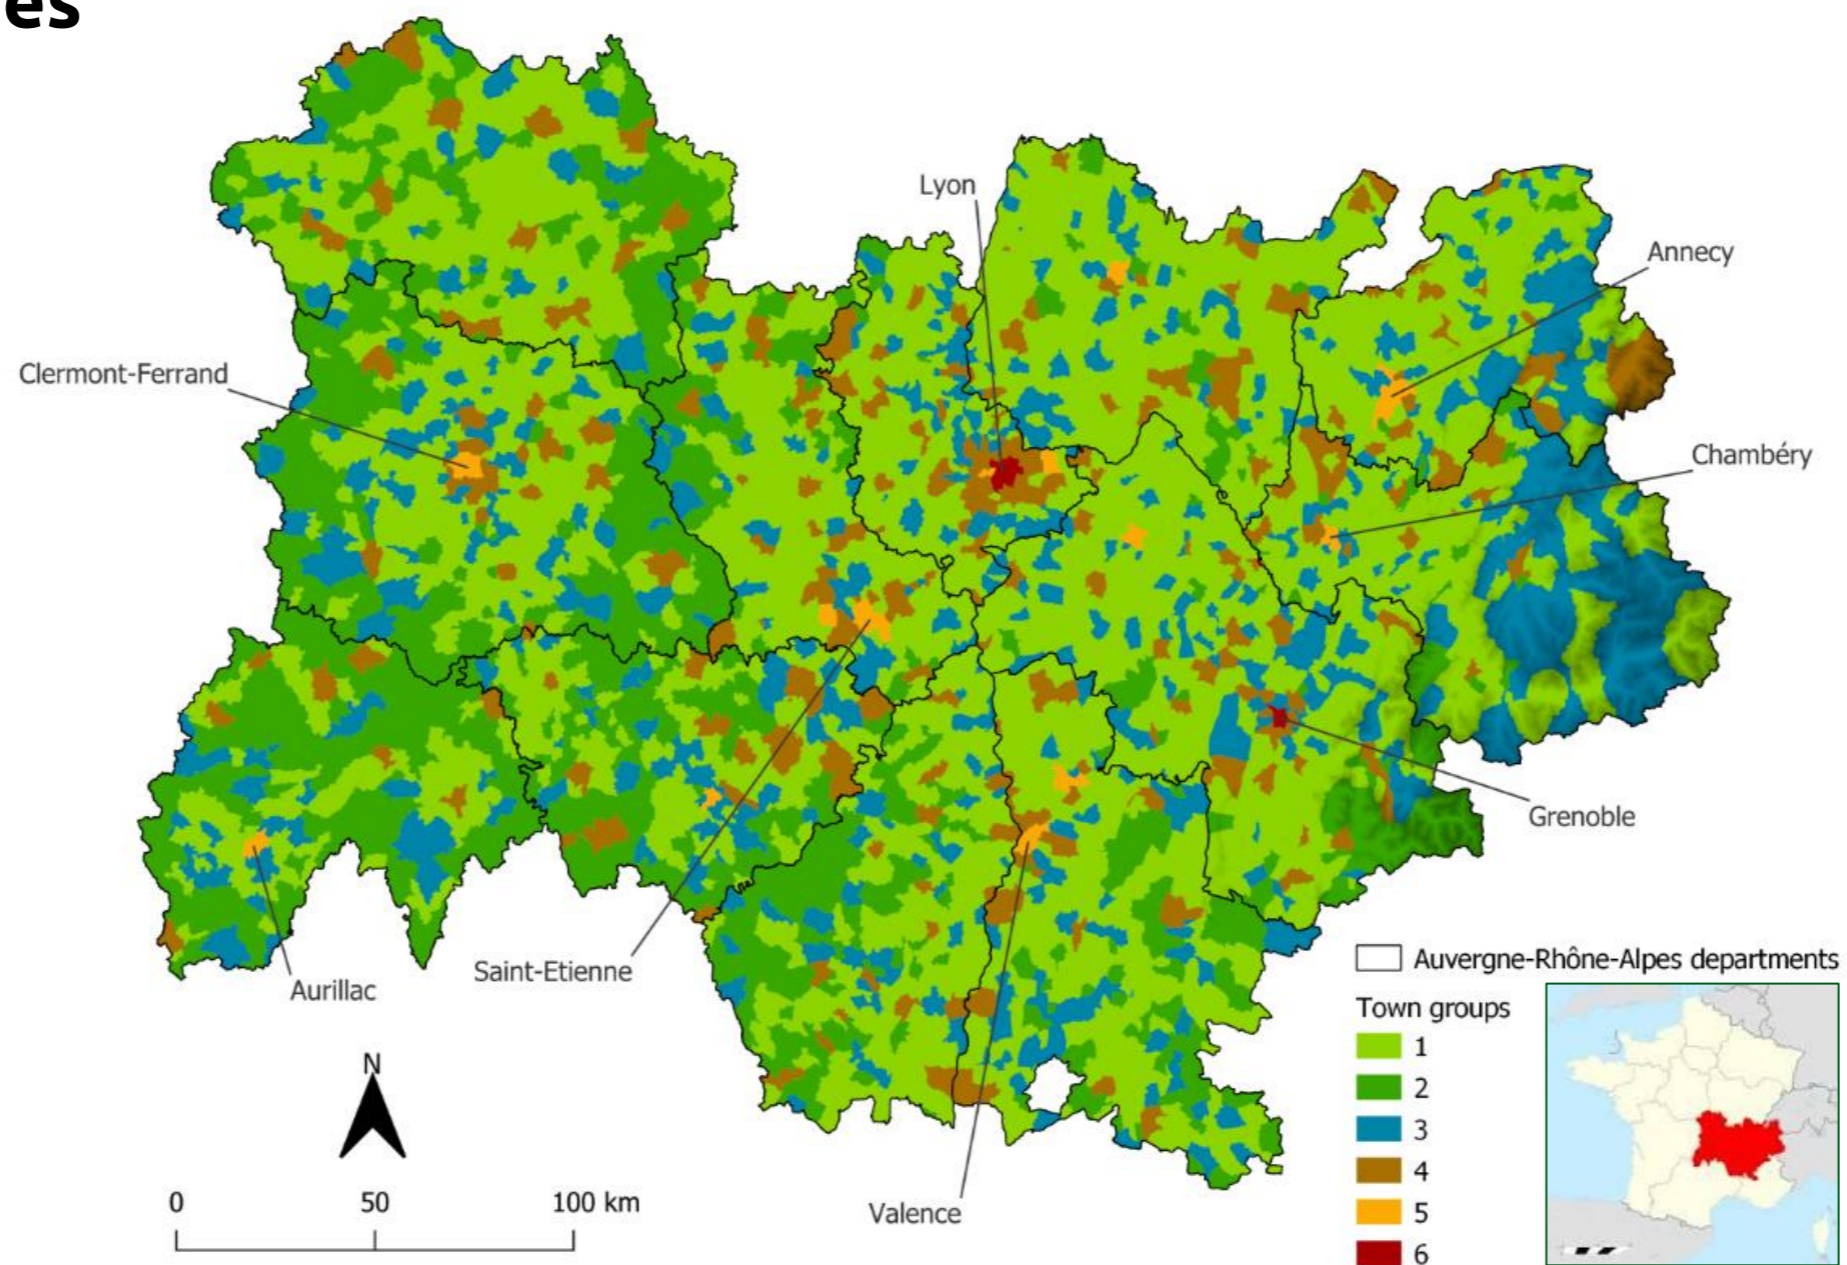 es
Lyon
Annecy
Clermont-Ferrand
Chambéry
Grenoble
Saint-Etienne
Aurillac
Valence
N
0 50 100 km
Auvergne-Rhône-Alpes departments
Town groups
1
2
3
4
5
6